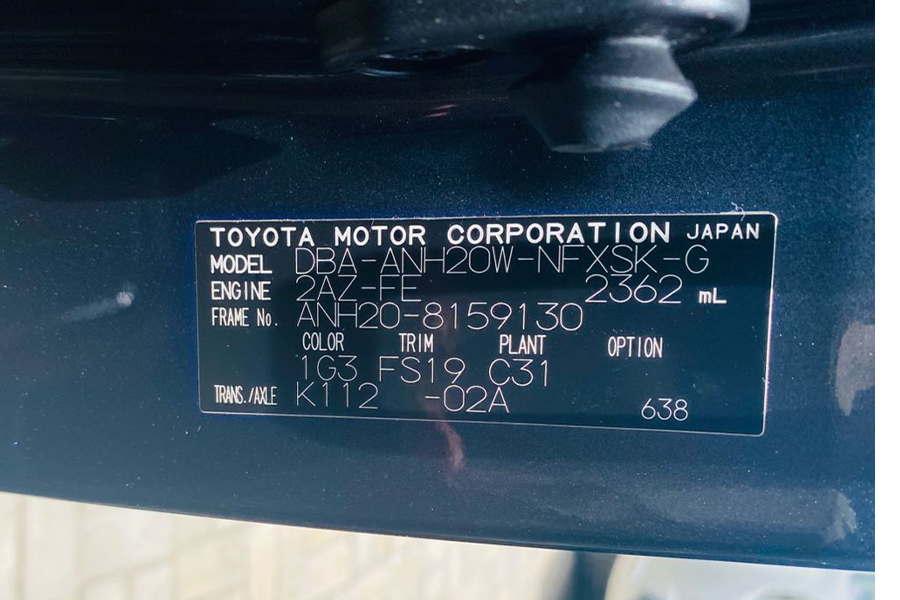 TOYOTA MOTOR CORPORATION JAPAN
MODEL DBA-ANH20W-NFXSK-G
ENGINE 2AZ-FE 2362 mL
FRAME No. ANH20-8159130
COLOR TRIM PLANT OPTION
1G3 FS19 C31
TRANS./AXLE K112 -02A 638